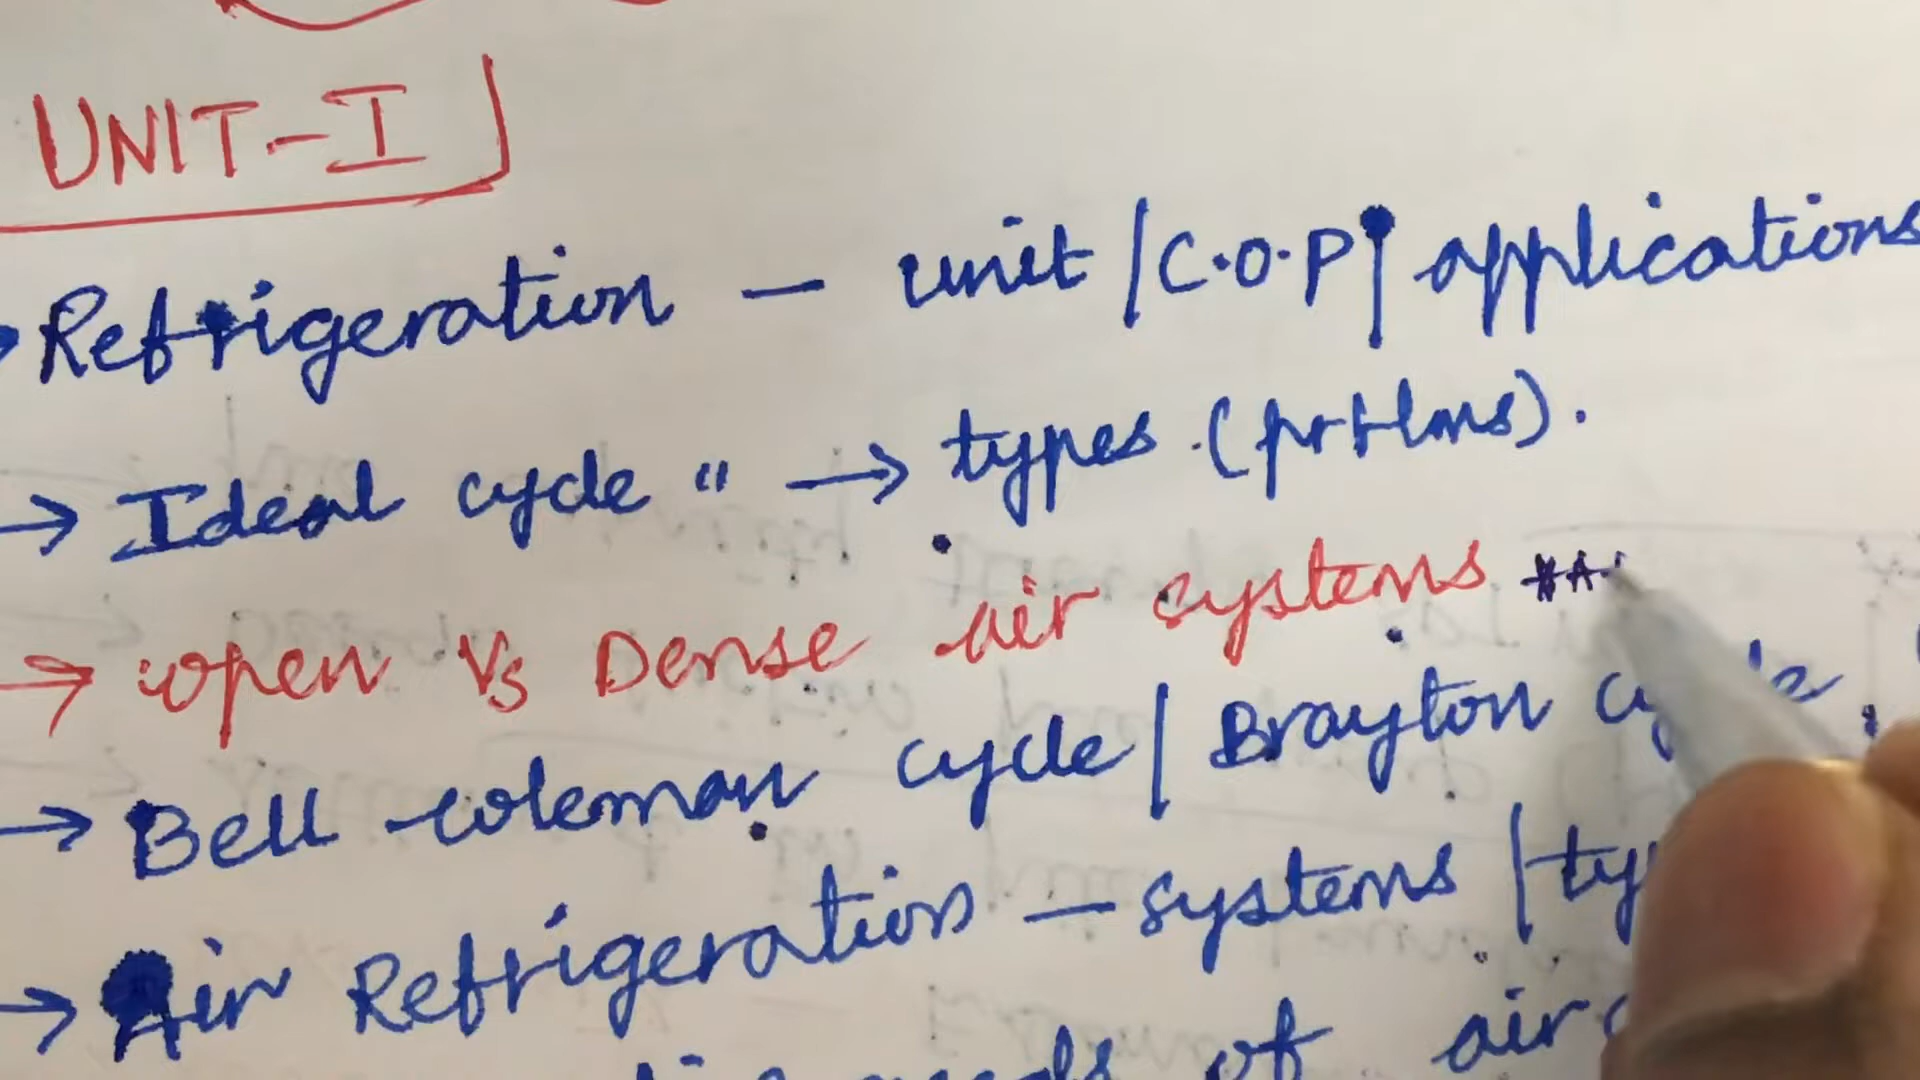 UNIT-I
Refrigeration - unit / C.O.P / applications
→ Ideal cycle " → types (prblms).
→ open Vs Dense air systems **
→ Bell coleman cycle / Brayton
→ Air Refrigeration - systems /
of